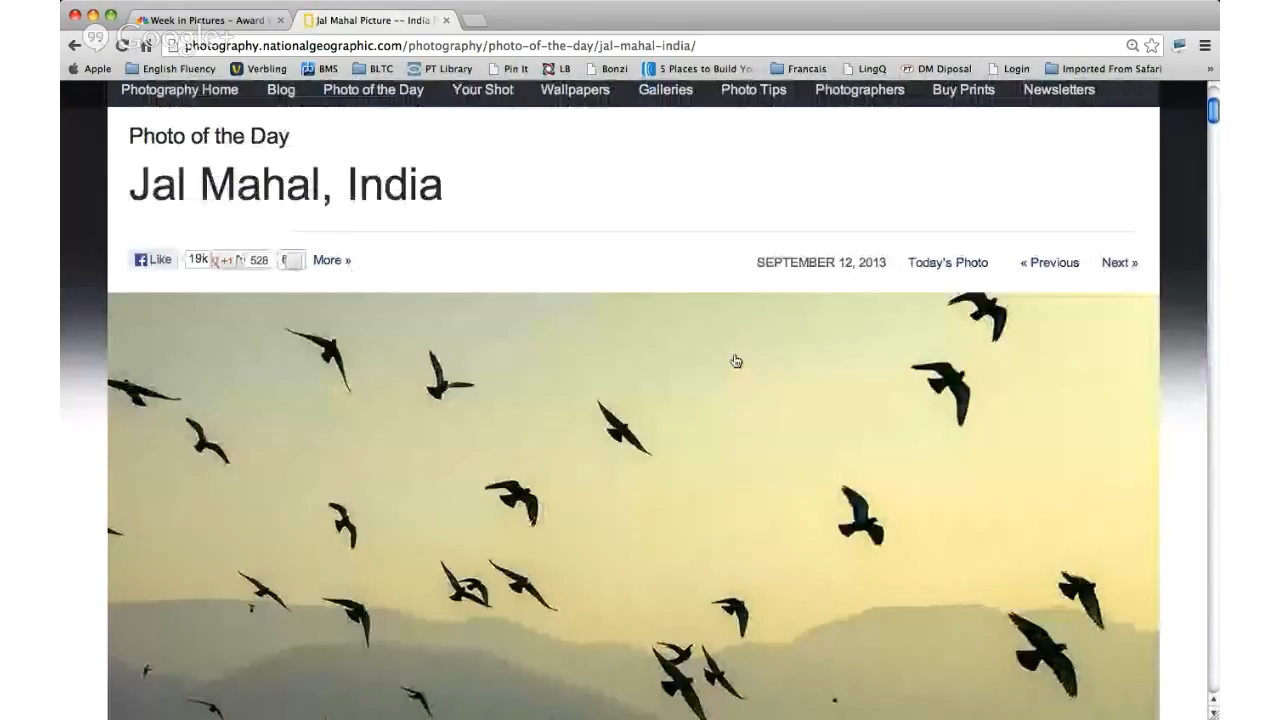 Week in Pictures – Award
Jal Mahal Picture -- India
Google+
photography.nationalgeographic.com/photography/photo-of-the-day/jal-mahal-india/
Apple English Fluency Verbling BMS BLTC PT Library Pin It LB Bonzi 5 Places to Build Yo Francais LingQ DM Diposal Login Imported From Safari »
Photography Home Blog Photo of the Day Your Shot Wallpapers Galleries Photo Tips Photographers Buy Prints Newsletters
Photo of the Day
Jal Mahal, India
Like 19k +1 528 More »
SEPTEMBER 12, 2013 Today's Photo « Previous Next »